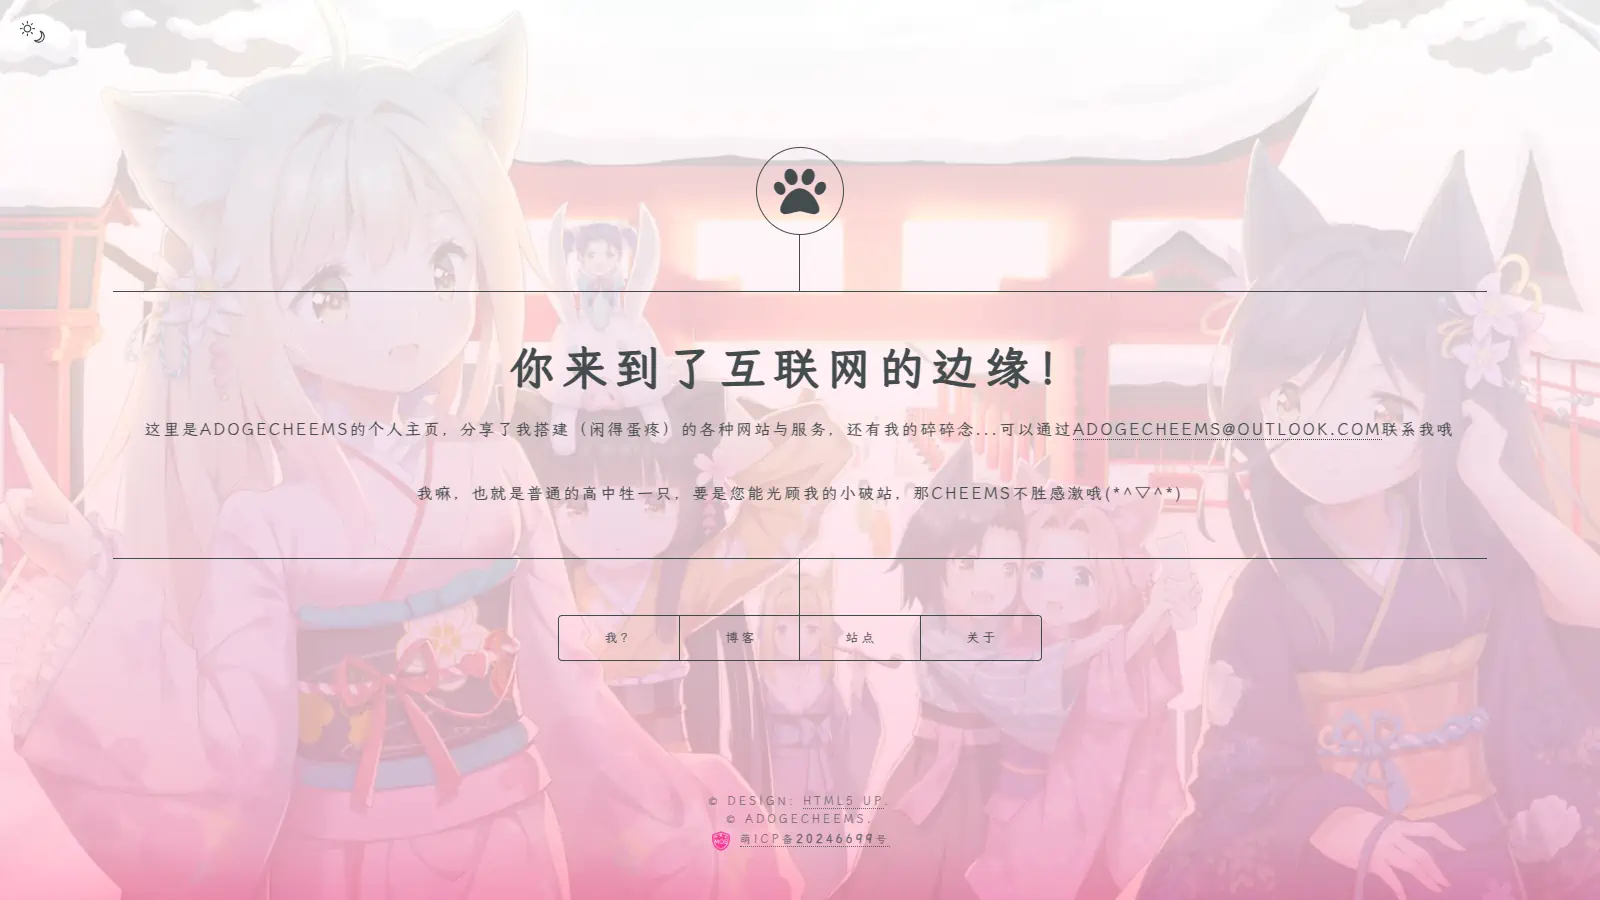 你来到了互联网的边缘！
这里是ADOGECHEEMS的个人主页，分享了我搭建（闲得蛋疼）的各种网站与服务，还有我的碎碎念...可以通过ADOGECHEEMS@OUTLOOK.COM联系我哦
我嘛，也就是普通的高中牲一只，要是您能光顾我的小破站，那CHEEMS不胜感激哦(*^▽^*)
我？ 博客 站点 关于
© DESIGN: HTML5 UP.
© ADOGECHEEMS.
萌ICP备20246699号